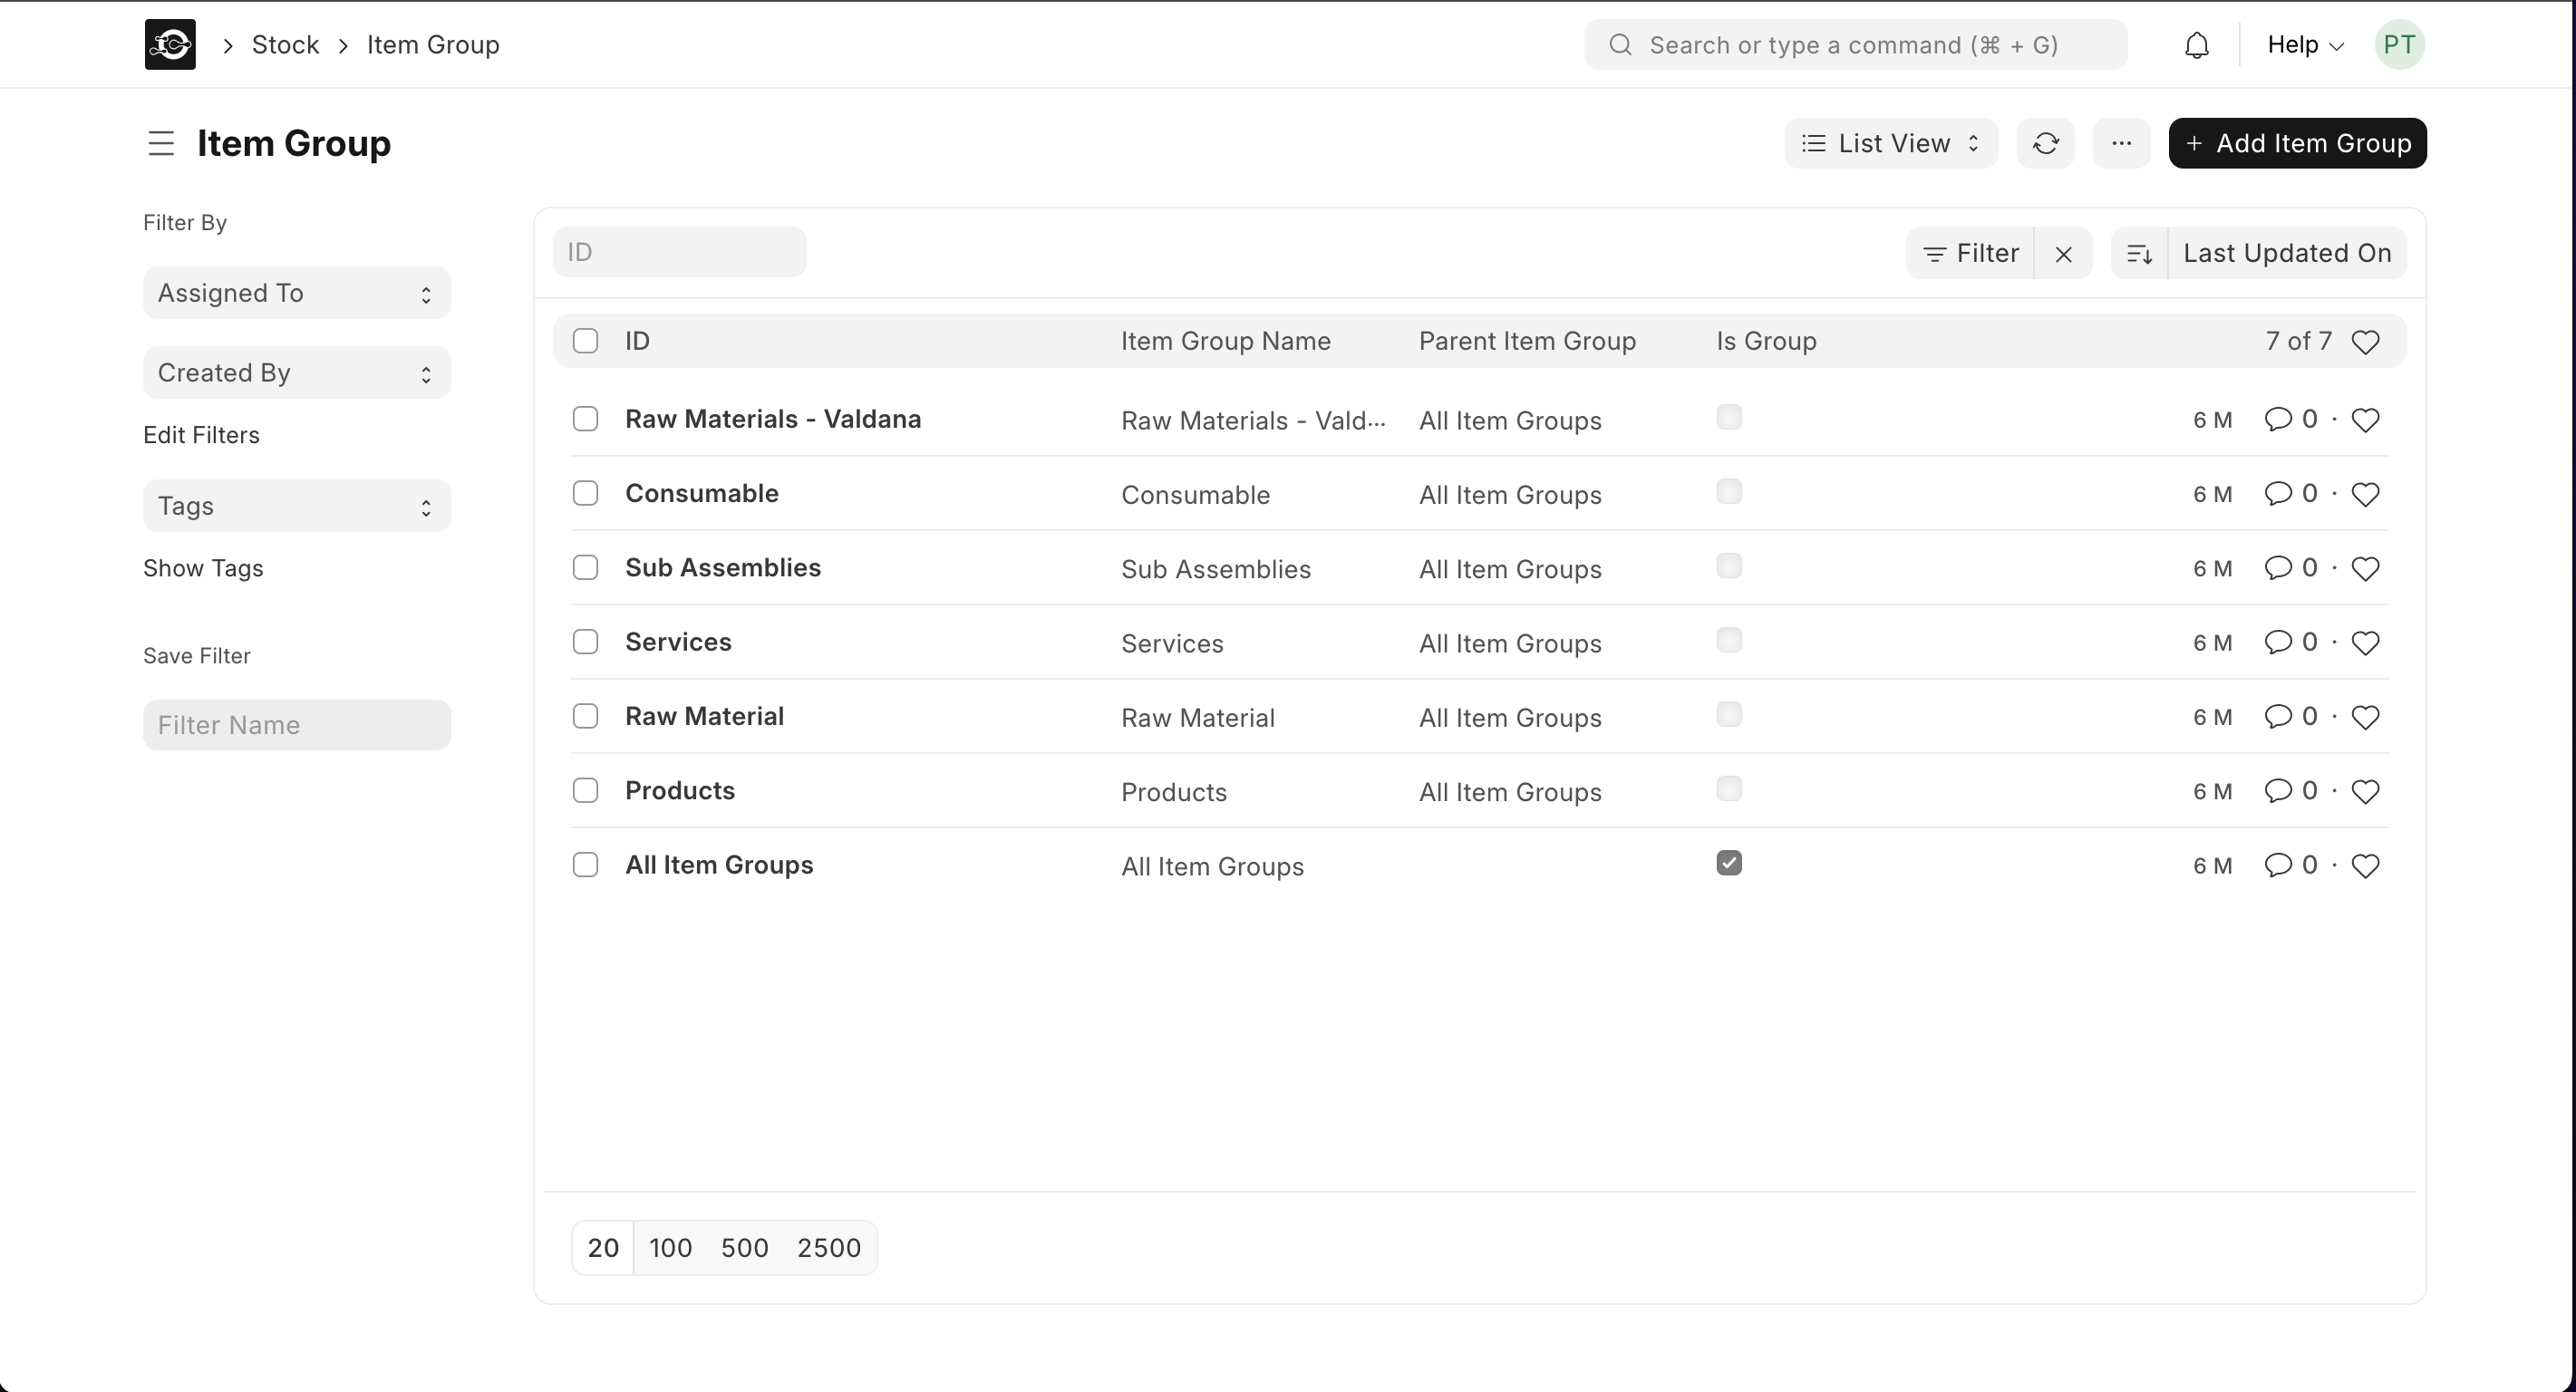 Stock
Item Group
Search or type a command (⌘ + G)
Help
PT
Item Group
List View
Add Item Group
Filter By
Assigned To
Created By
Edit Filters
Tags
Show Tags
Save Filter
Filter Name
ID
Filter
Last Updated On
ID Item Group Name Parent Item Group Is Group 7 of 7
Raw Materials - Valdana Raw Materials - Vald... All Item Groups 6 M 0 ·
Consumable Consumable All Item Groups 6 M 0 ·
Sub Assemblies Sub Assemblies All Item Groups 6 M 0 ·
Services Services All Item Groups 6 M 0 ·
Raw Material Raw Material All Item Groups 6 M 0 ·
Products Products All Item Groups 6 M 0 ·
All Item Groups All Item Groups 6 M 0 ·
20 100 500 2500